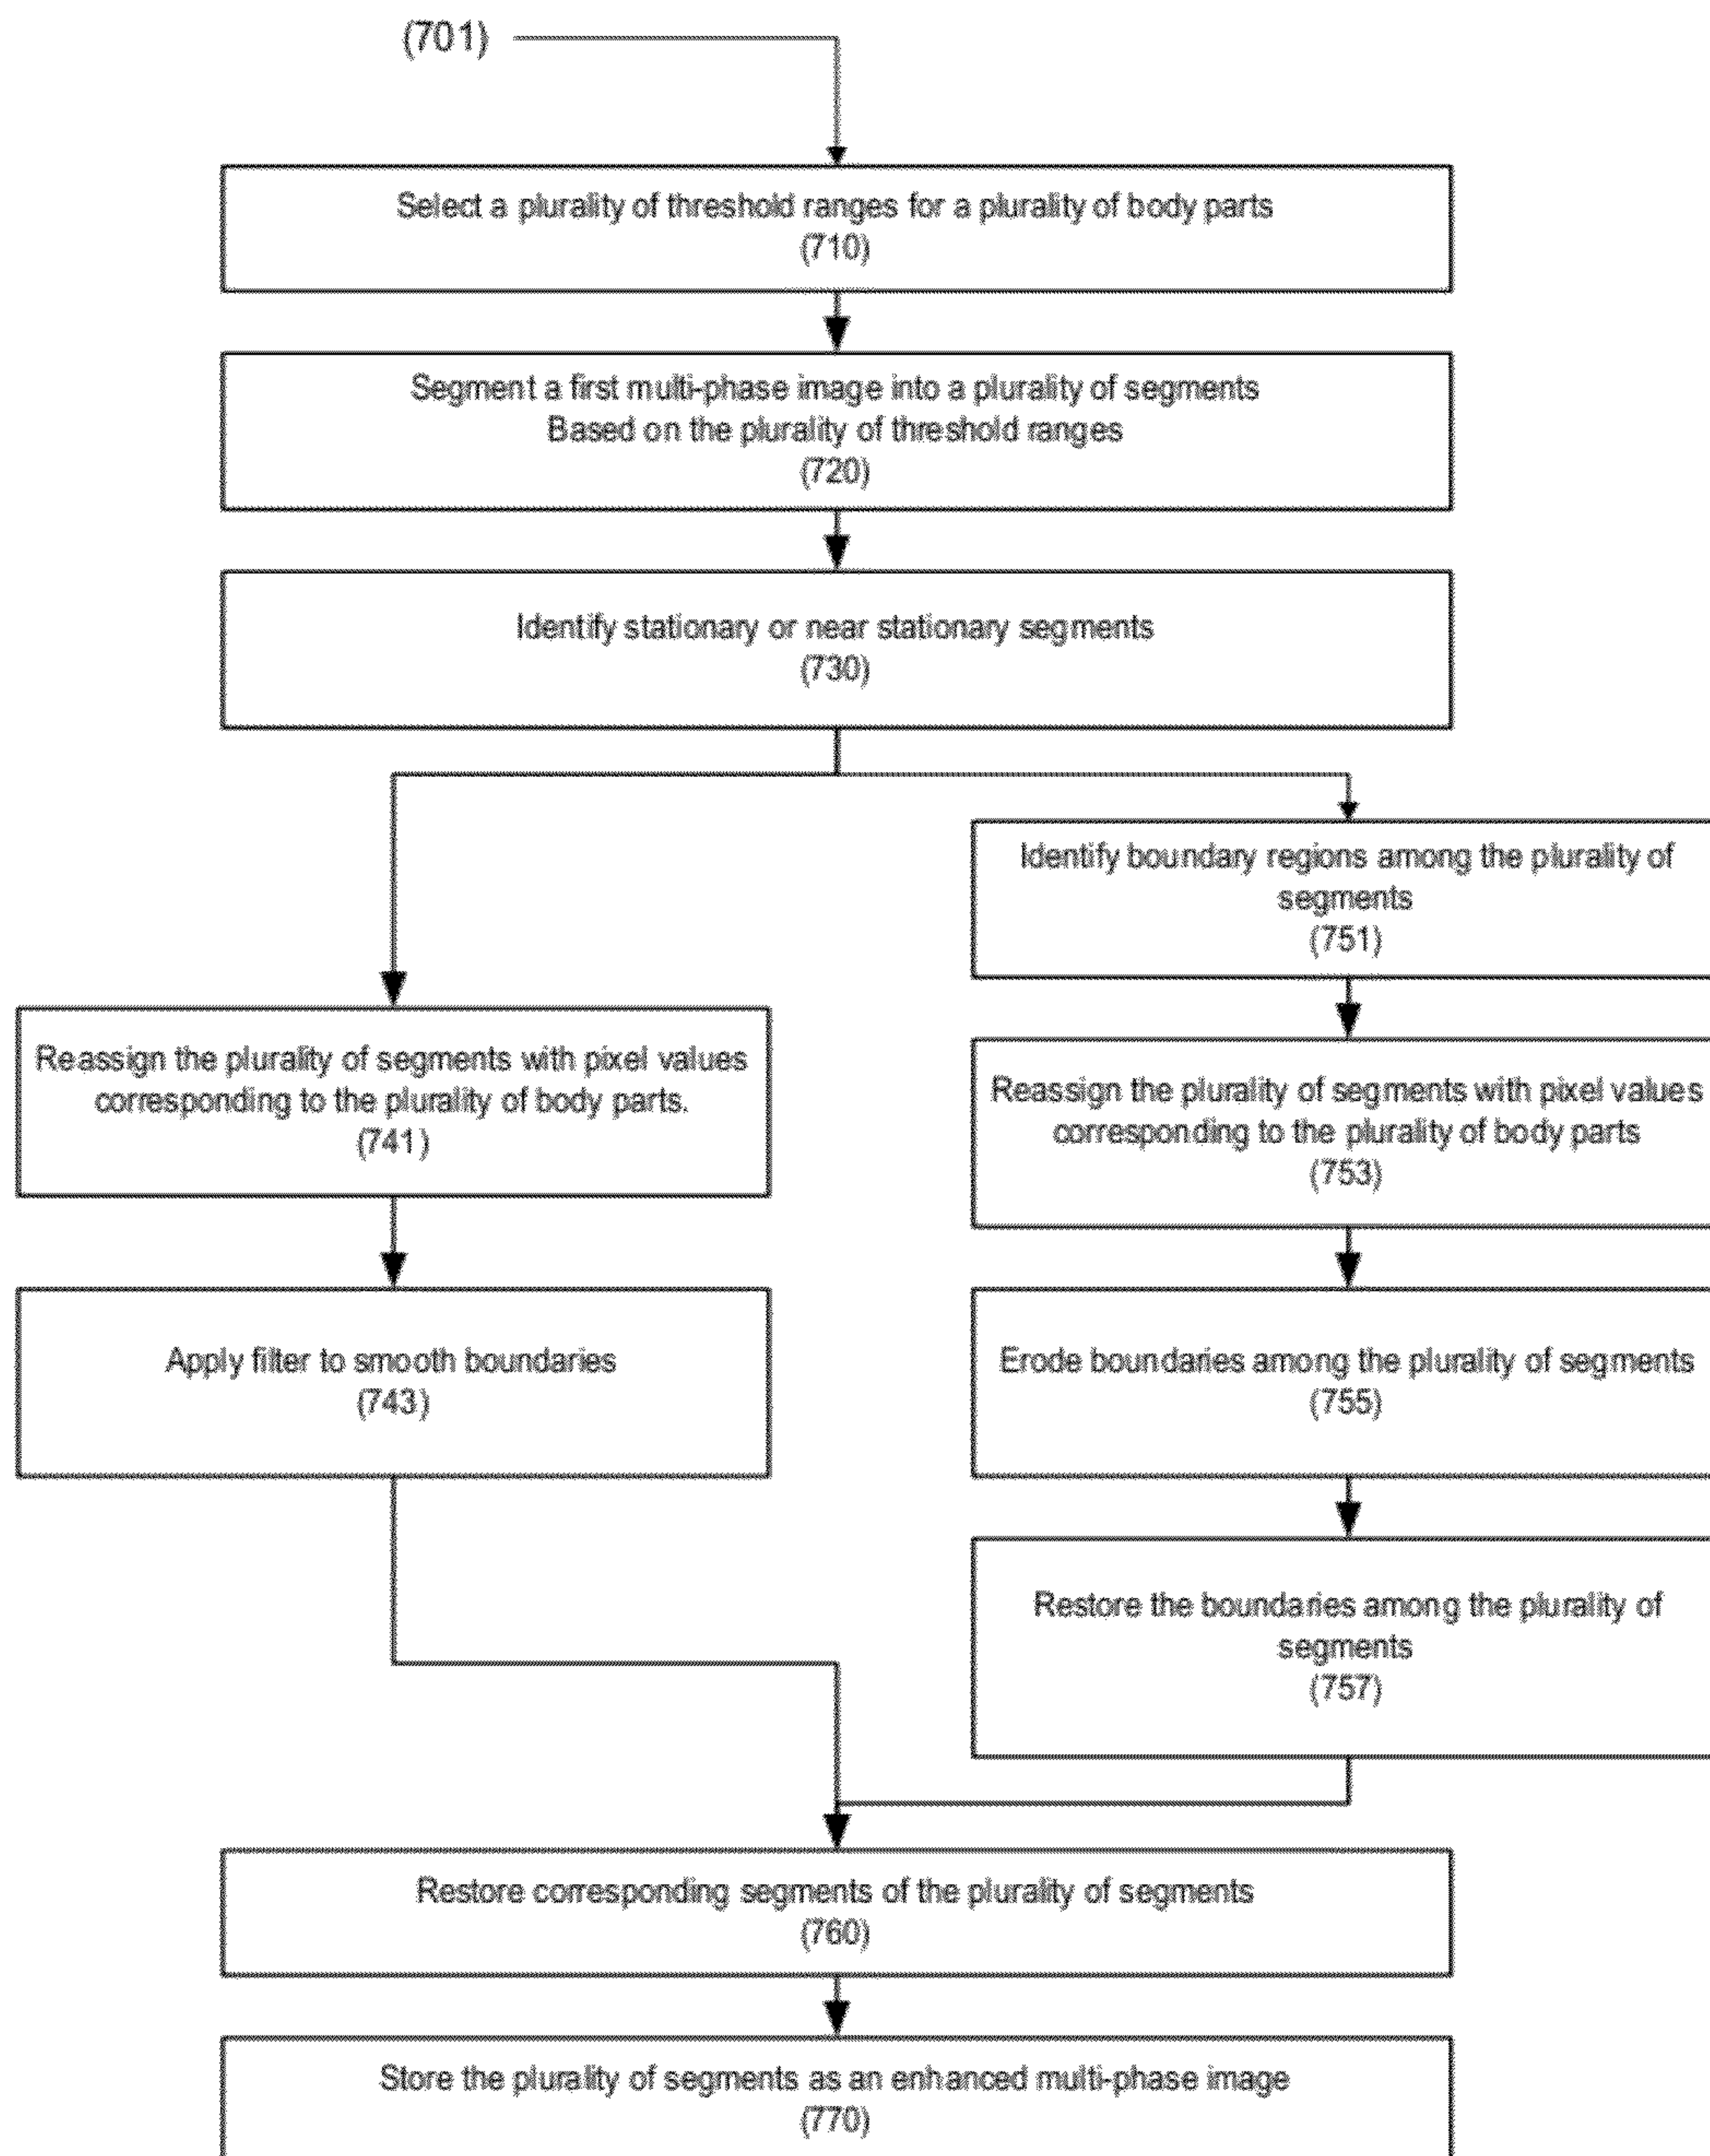 (701)
Select a plurality of threshold ranges for a plurality of body parts
(710)
Segment a first multi-phase image into a plurality of segments
Based on the plurality of threshold ranges
(720)
Identify stationary or near stationary segments
(730)
Identify boundary regions among the plurality of
segments
(751)
Reassign the plurality of segments with pixel values
corresponding to the plurality of body parts.
(741)
Reassign the plurality of segments with pixel values
corresponding to the plurality of body parts
(753)
Apply filter to smooth boundaries
(743)
Erode boundaries among the plurality of segments
(755)
Restore the boundaries among the plurality of
segments
(757)
Restore corresponding segments of the plurality of segments
(760)
Store the plurality of segments as an enhanced multi-phase image
(770)